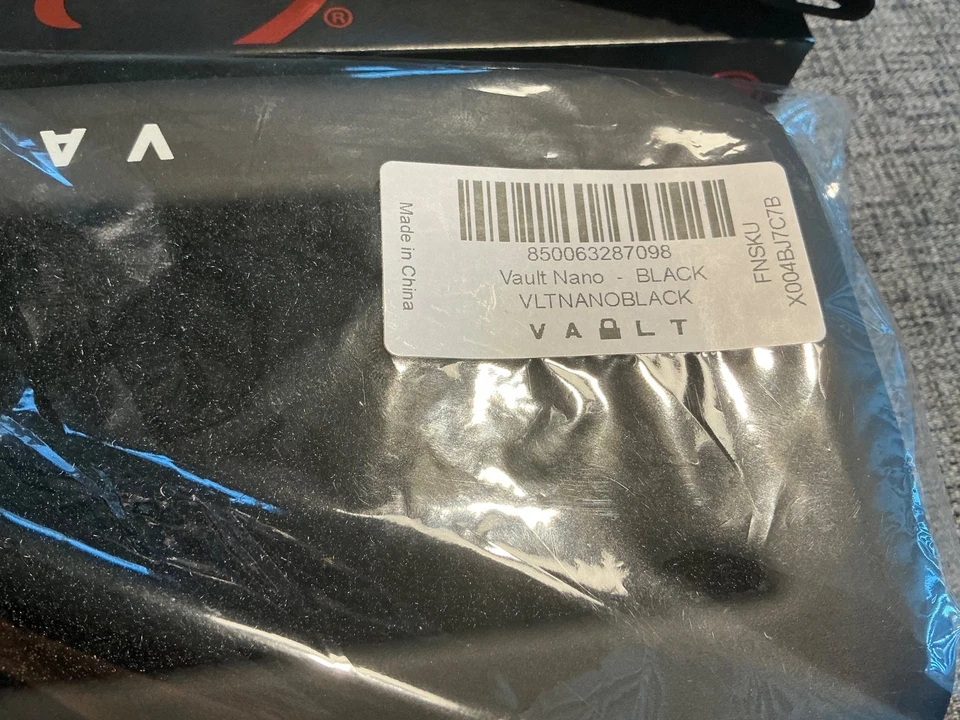 ®
V A
Made in China
850063287098
Vault Nano - BLACK
VLTNANOBLACK
V A L T
FNSKU
X004BJ7C7B